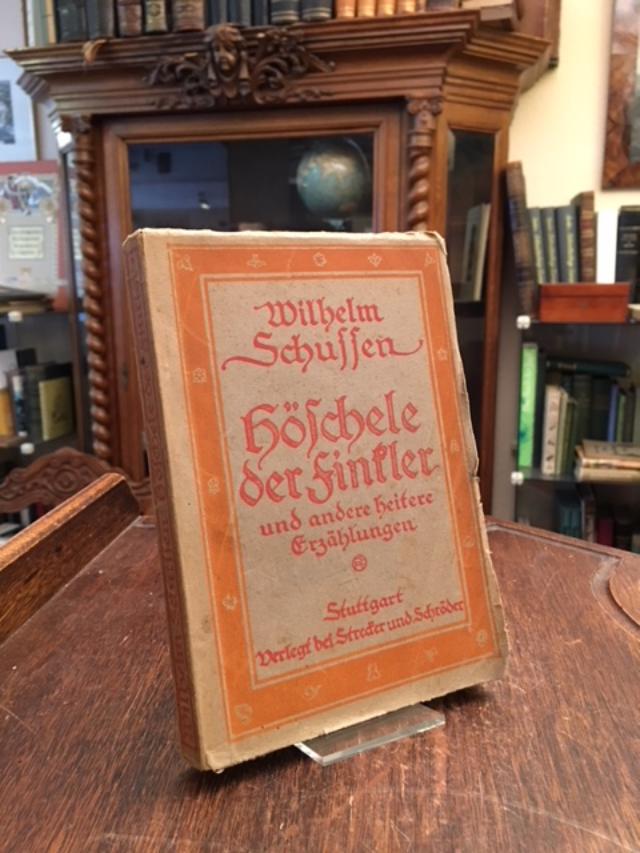 Wilhelm
Schussen
Höschele
der Finkler
und andere heitere
Erzählungen
Stuttgart
Verlegt bei Strecker und Schröder